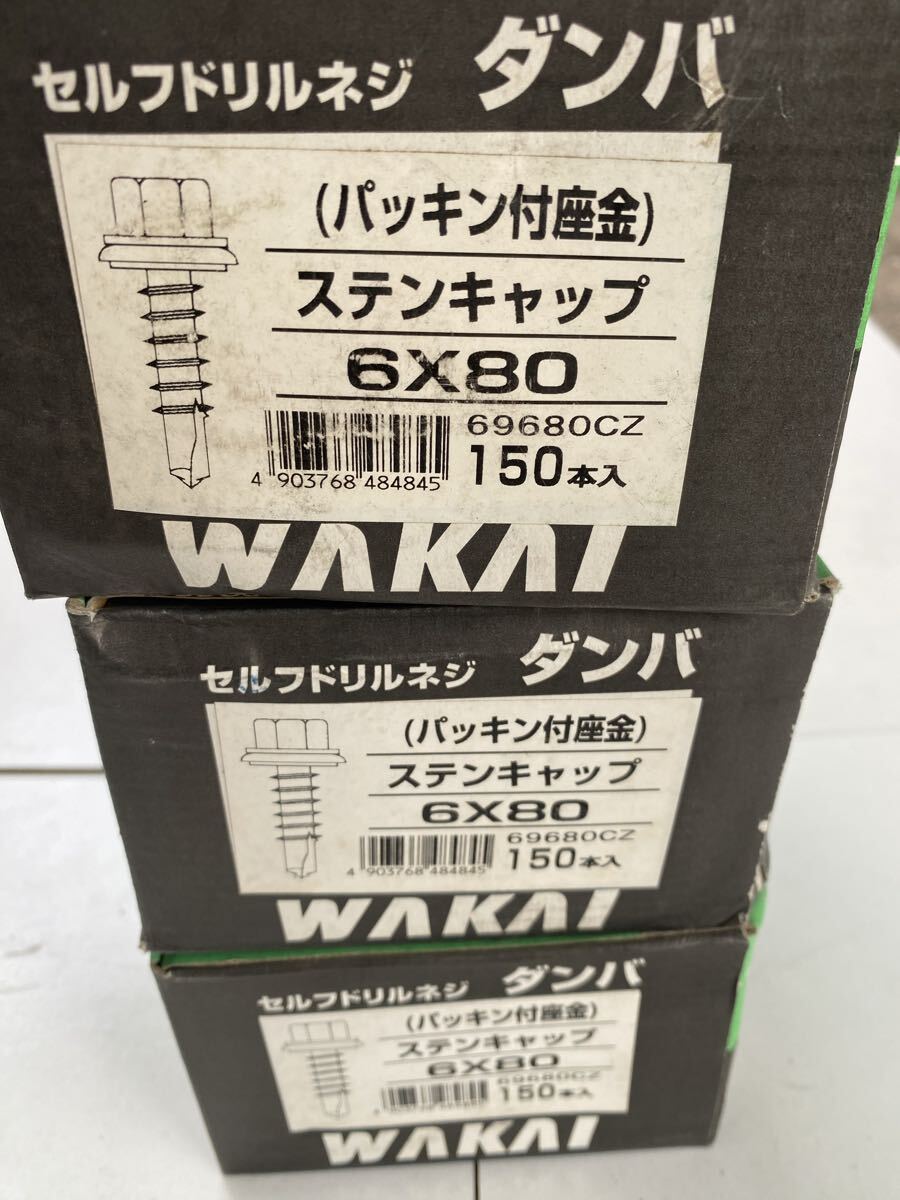 セルフドリルネジ ダンバ
(パッキン付座金)
ステンキャップ
6X80
69680CZ
4 903768 484845
150本入
WAKAI
セルフドリルネジ ダンバ
(パッキン付座金)
ステンキャップ
6X80
69680CZ
4 903768 484845
150本入
WAKAI
セルフドリルネジ ダンバ
(パッキン付座金)
ステンキャップ
6X80
69680CZ
150本入
WAKAI